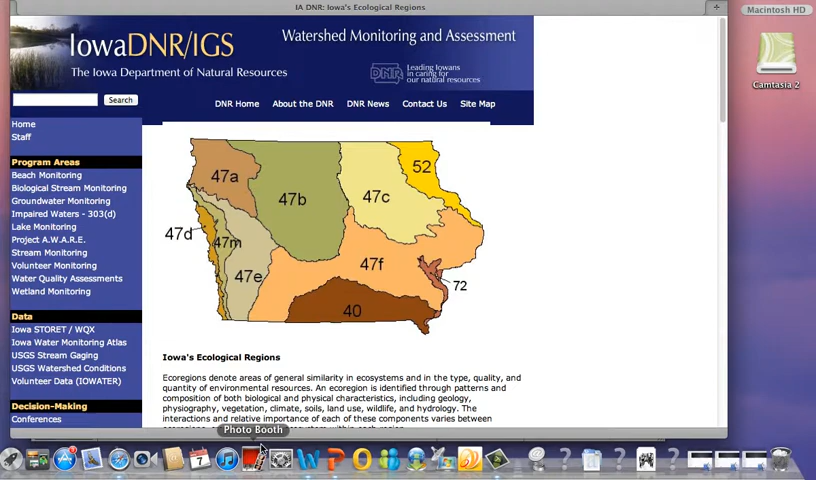 IA DNR: Iowa's Ecological Regions
Macintosh HD
IowaDNR/IGS
Watershed Monitoring and Assessment
The Iowa Department of Natural Resources
DNR
Leading Iowans
in caring for
our natural resources
Search
DNR Home About the DNR DNR News Contact Us Site Map
Camtasia 2
Home
Staff
Program Areas
Beach Monitoring
Biological Stream Monitoring
Groundwater Monitoring
Impaired Waters - 303(d)
Lake Monitoring
Project A.W.A.R.E.
Stream Monitoring
Volunteer Monitoring
Water Quality Assessments
Wetland Monitoring
Data
Iowa STORET / WQX
Iowa Water Monitoring Atlas
USGS Stream Gaging
USGS Watershed Conditions
Volunteer Data (IOWATER)
Decision-Making
Conferences
47a
47b
47c
52
47d
47m
47e
47f
72
40
Iowa's Ecological Regions
Ecoregions denote areas of general similarity in ecosystems and in the type, quality, and
quantity of environmental resources. An ecoregion is identified through patterns and
composition of both biological and physical characteristics, including geology,
physiography, vegetation, climate, soils, land use, wildlife, and hydrology. The
interactions and relative importance of each of these components varies between
Photo Booth
7